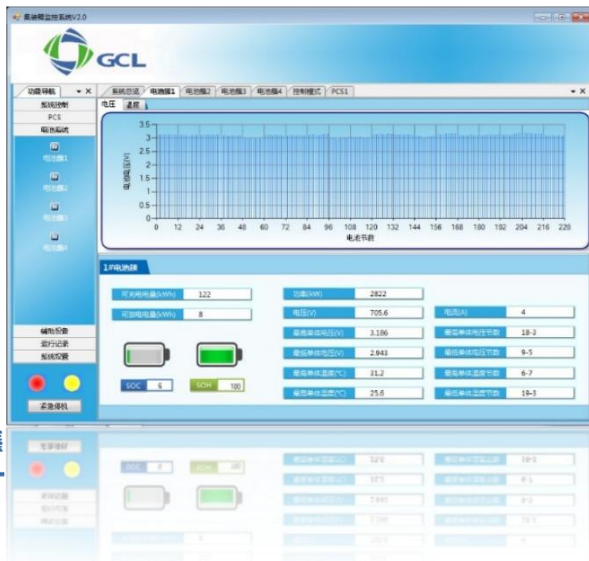 集装箱监控系统V2.0
GCL
功能导航
系统总览 电池簇1 电池簇2 电池簇3 电池簇4 控制模式 PCS1
系统控制
PCS
电池系统
电池簇1
电池簇2
电池簇3
电池簇4
辅助设备
运行记录
系统设置
紧急停机
电压 温度
电池电压(V)
3.5
3
2.5
2
1.5
1
0.5
0
0 12 24 36 48 60 72 84 96 108 120 132 144 156 168 180 192 204 216 228
电池节数
1#电池簇
可充电电量(kWh) 122
可放电电量(kWh) 8
SOC 6
SOH 100
功率(kW) 2822
电压(V) 705.6 电流(A) 4
最高单体电压(V) 3.186 最高单体电压节数 18-3
最低单体电压(V) 2.943 最低单体电压节数 9-5
最高单体温度(℃) 31.2 最高单体温度节数 6-7
最低单体温度(℃) 25.6 最低单体温度节数 19-3